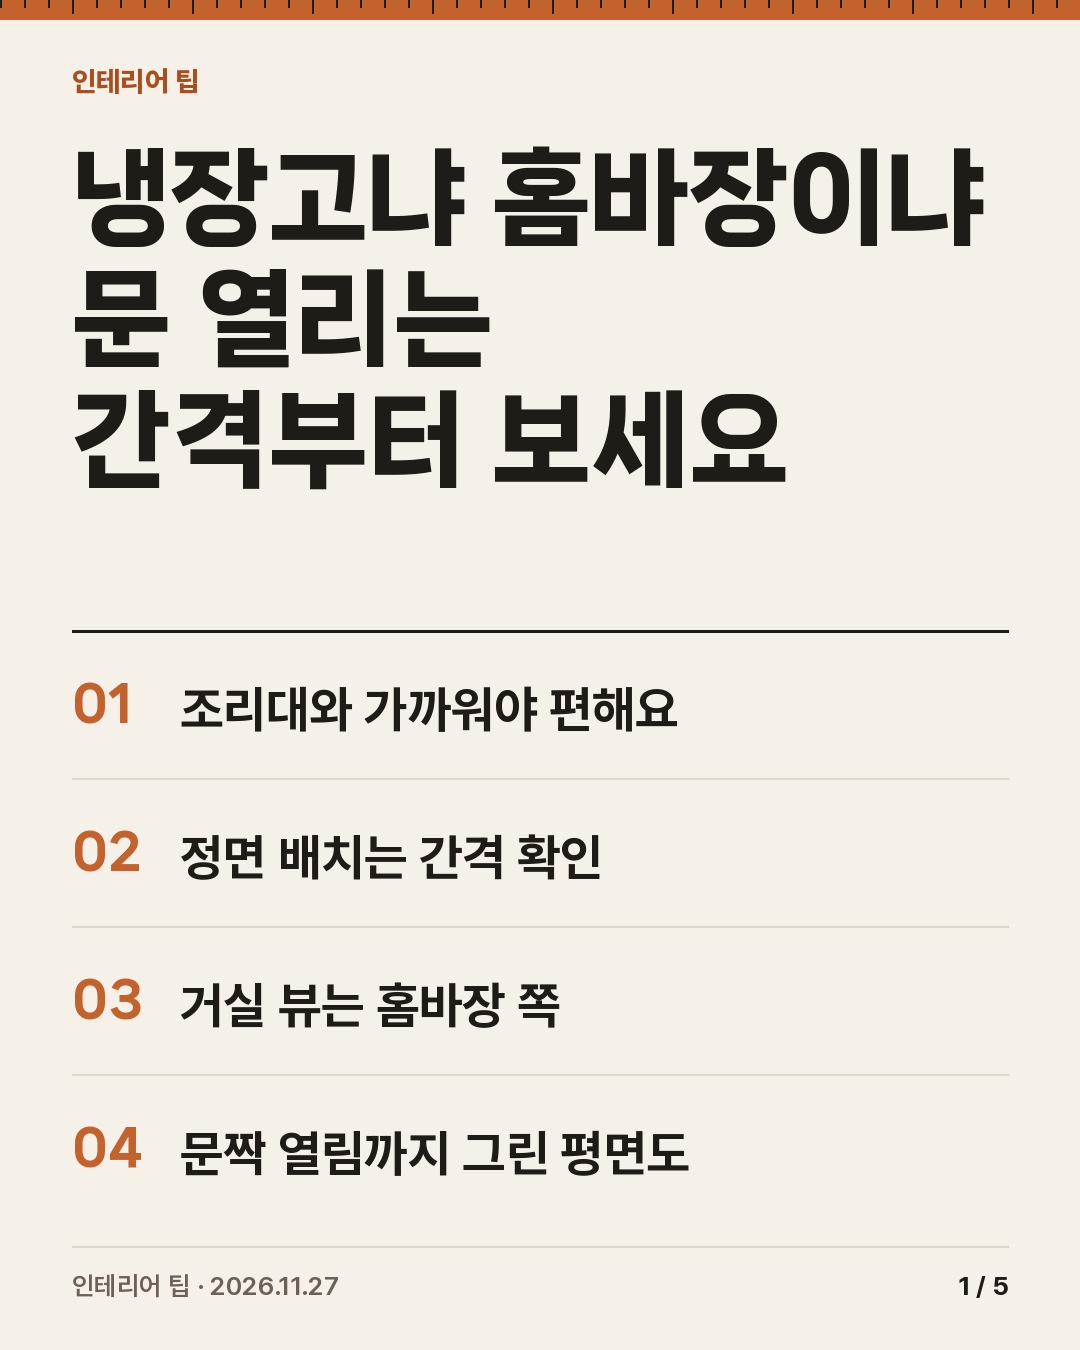 인테리어 팁
냉장고냐 홈바장이냐
문 열리는
간격부터 보세요
01 조리대와 가까워야 편해요
02 정면 배치는 간격 확인
03 거실 뷰는 홈바장 쪽
04 문짝 열림까지 그린 평면도
인테리어 팁 · 2026.11.27 1 / 5